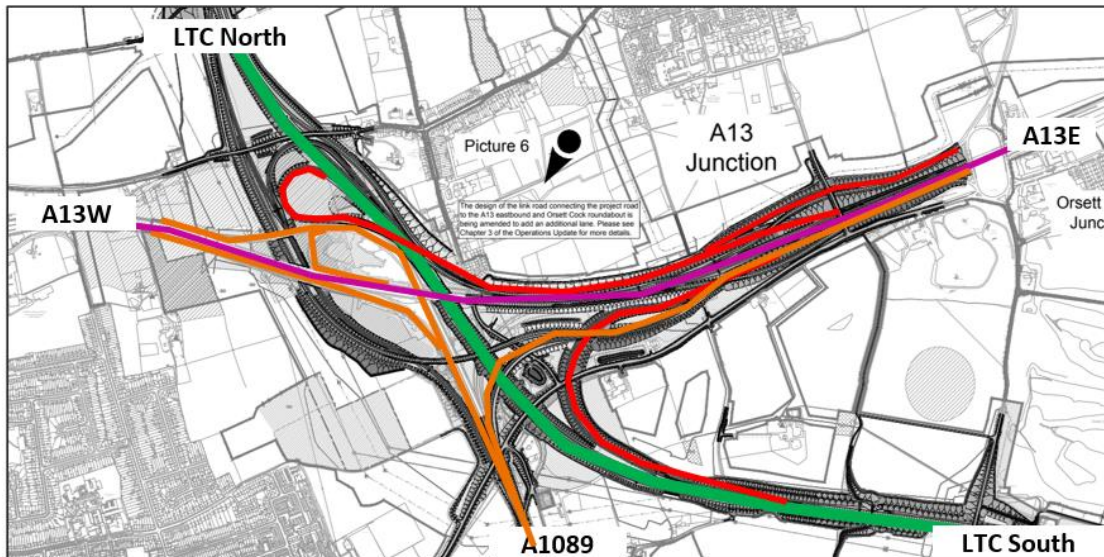 LTC North
Picture 6
A13
Junction
A13E
A13W
The design of the link road connecting the project road
to the A13 eastbound and Orsett Cock roundabout is
being amended to add an additional lane. Please see
Chapter 3 of the Operations Update for more details.
Orsett
Junc
A1089
LTC South